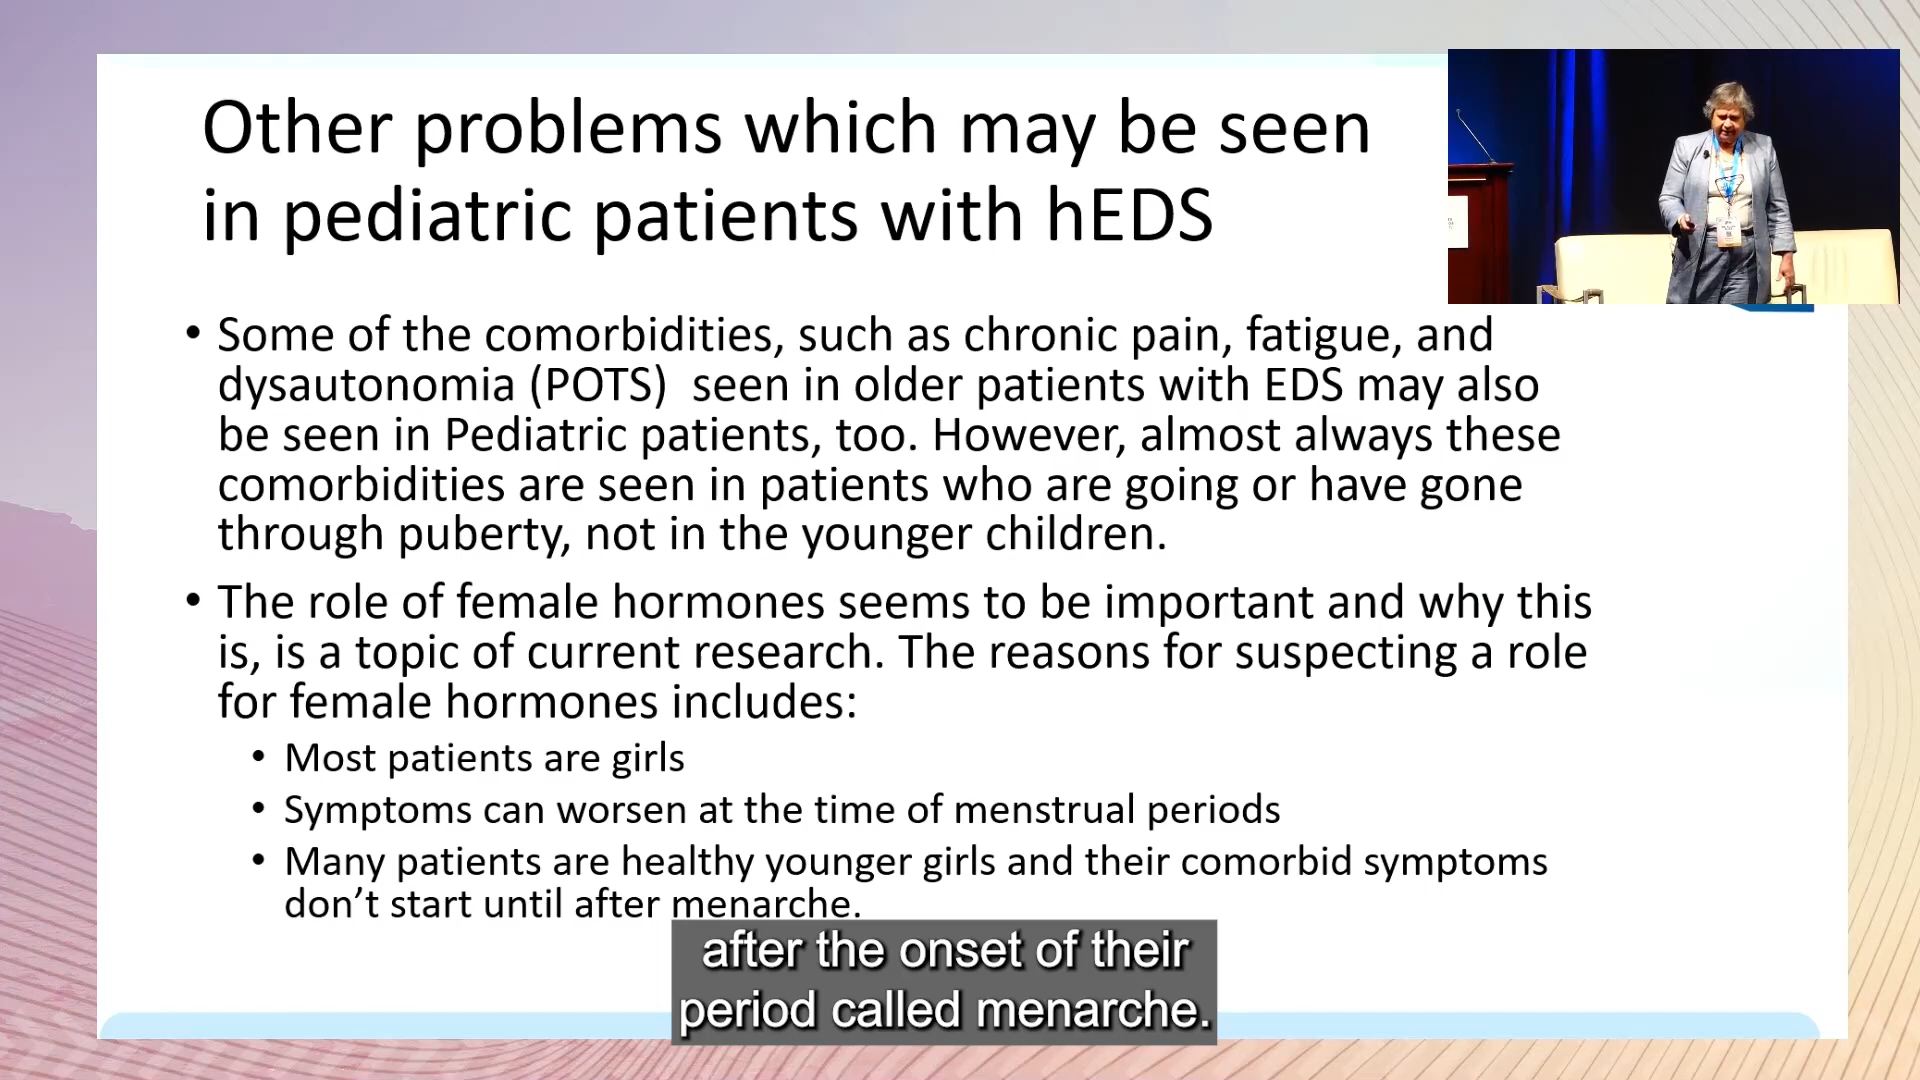 Other problems which may be seen
in pediatric patients with hEDS
• Some of the comorbidities, such as chronic pain, fatigue, and
dysautonomia (POTS)  seen in older patients with EDS may also
be seen in Pediatric patients, too. However, almost always these
comorbidities are seen in patients who are going or have gone
through puberty, not in the younger children.
• The role of female hormones seems to be important and why this
is, is a topic of current research. The reasons for suspecting a role
for female hormones includes:
• Most patients are girls
• Symptoms can worsen at the time of menstrual periods
• Many patients are healthy younger girls and their comorbid symptoms
don’t start until after menarche.
after the onset of their
period called menarche.